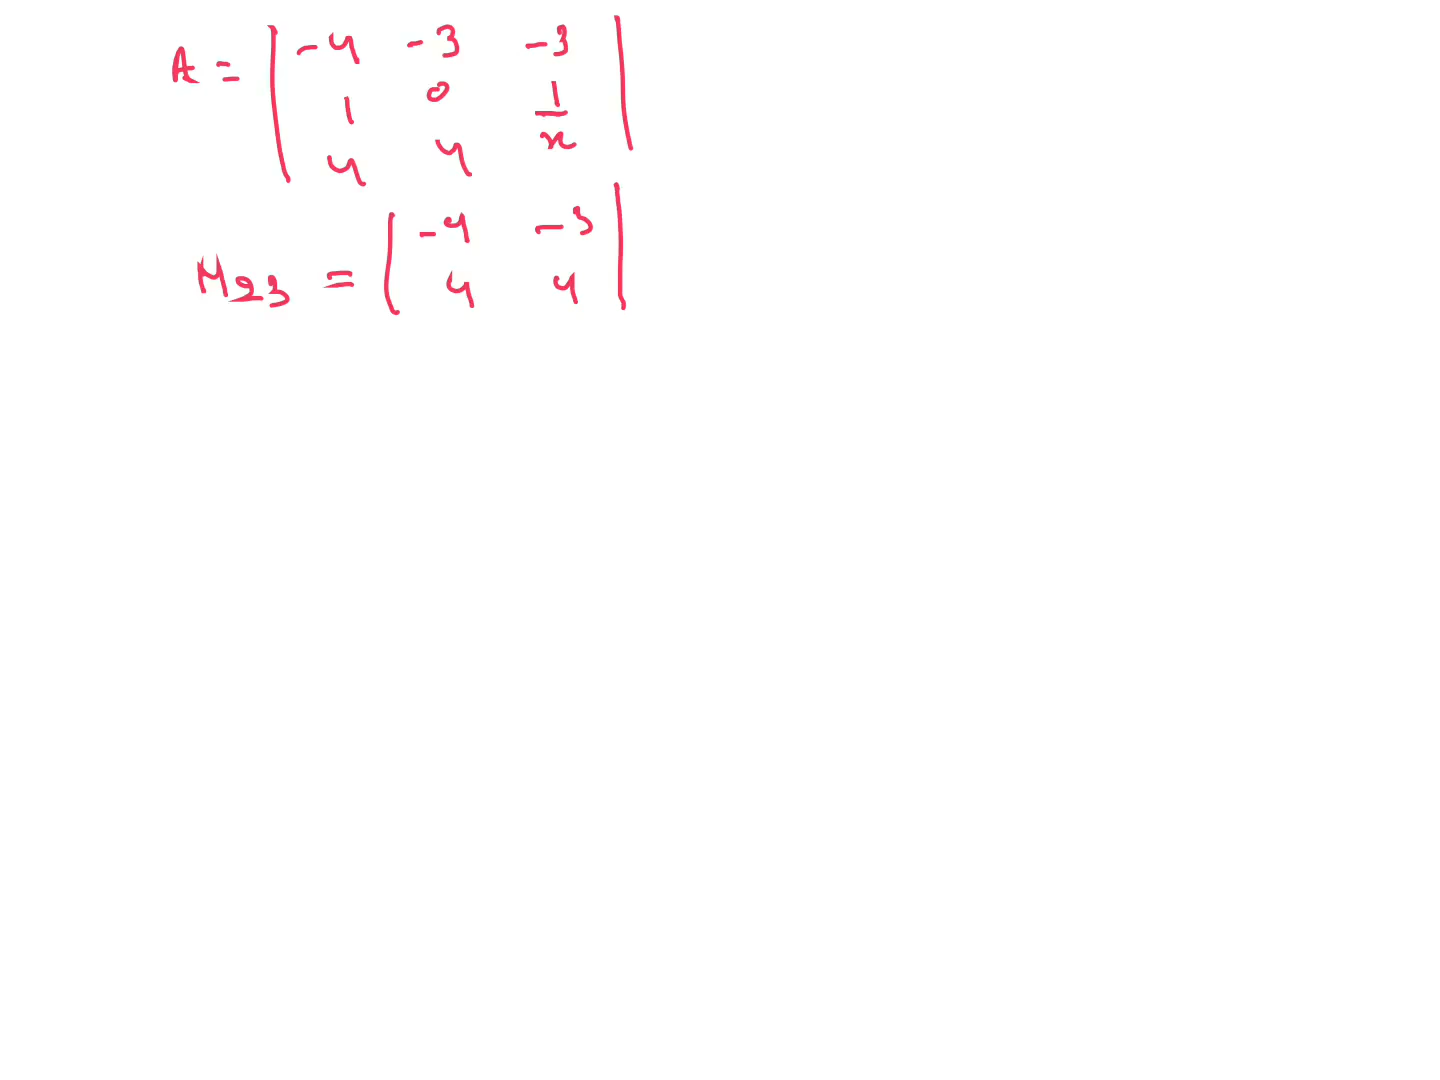 A = | -4 -3 -3 |
| 1 0 1/x |
| 4 4 |
M23 = | -4 -3 |
| 4 4 |